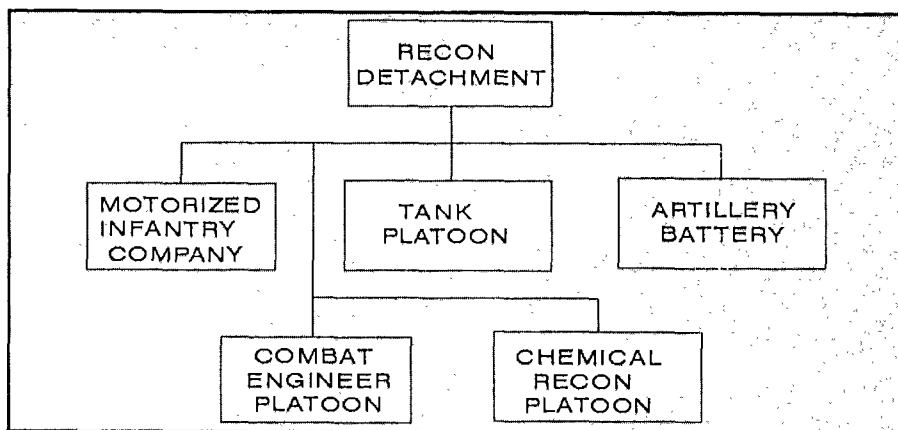 RECON
DETACHMENT
MOTORIZED
INFANTRY
COMPANY
TANK
PLATOON
ARTILLERY
BATTERY
COMBAT
ENGINEER
PLATOON
CHEMICAL
RECON
PLATOON